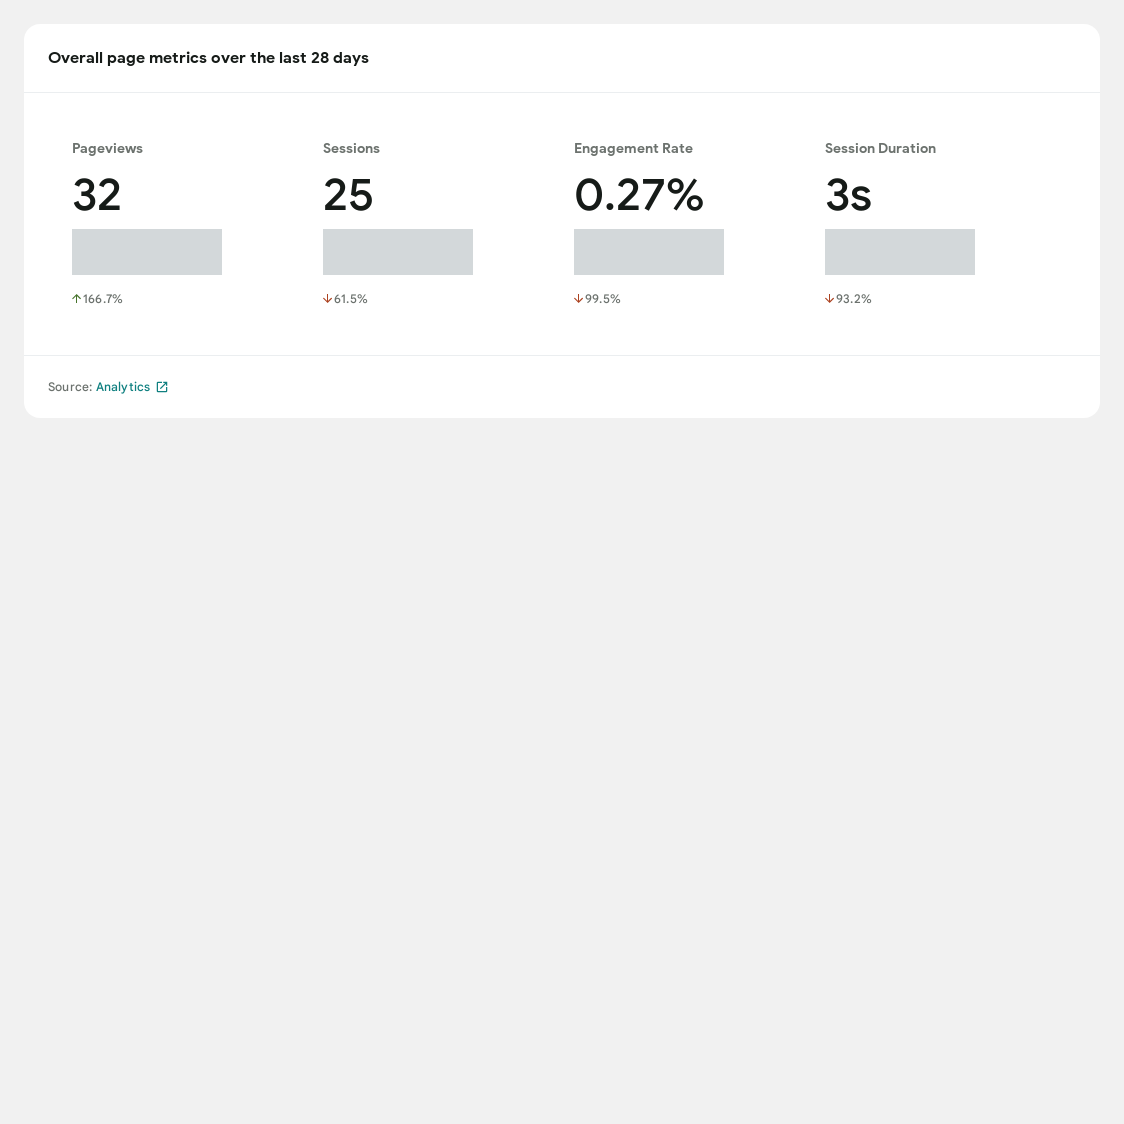 Overall page metrics over the last 28 days
Pageviews
32
166.7%
Sessions
25
61.5%
Engagement Rate
0.27%
99.5%
Session Duration
3s
93.2%
Source: Analytics